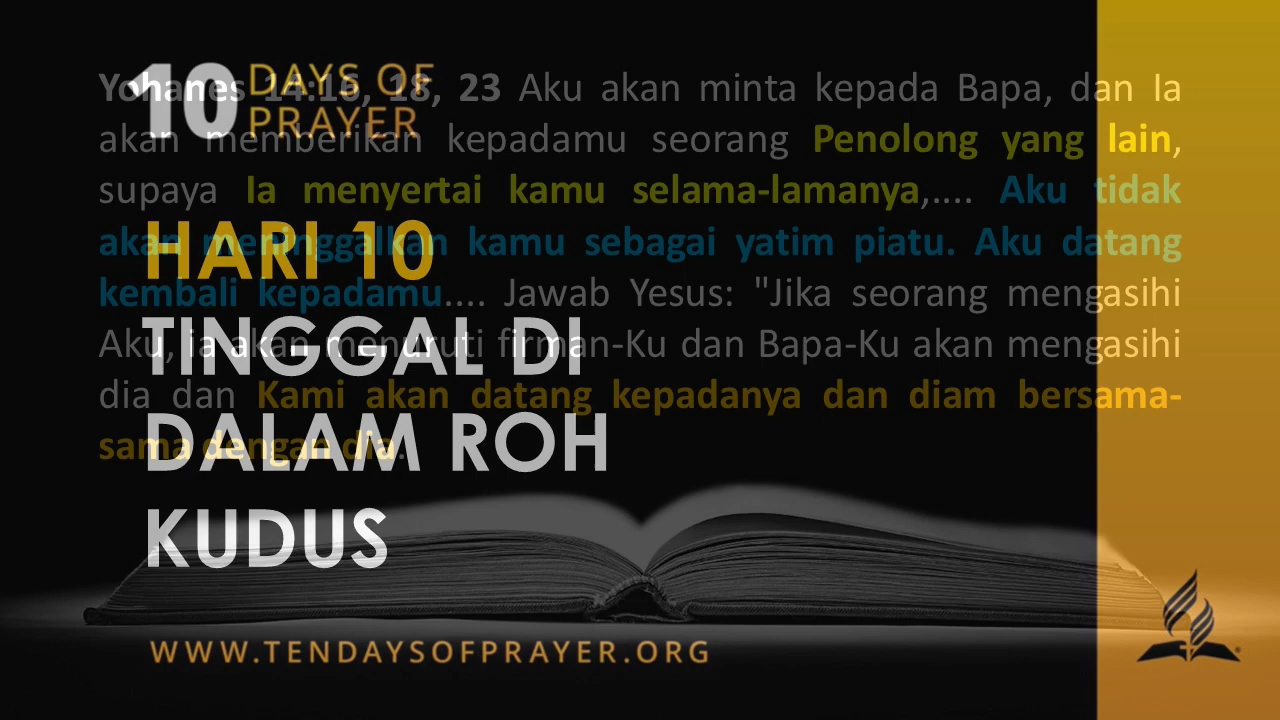 10 DAYS OF
PRAYER
HARI 10
TINGGAL DI
DALAM ROH
KUDUS
WWW.TENDAYSOFPRAYER.ORG
Yohanes 14:16, 18, 23 Aku akan minta kepada Bapa, dan Ia
akan memberikan kepadamu seorang Penolong yang lain,
supaya Ia menyertai kamu selama-lamanya,.... Aku tidak
akan meninggalkan kamu sebagai yatim piatu. Aku datang
kembali kepadamu.... Jawab Yesus: "Jika seorang mengasihi
Aku, ia akan menuruti firman-Ku dan Bapa-Ku akan mengasihi
dia dan Kami akan datang kepadanya dan diam bersama-
sama dengan dia.